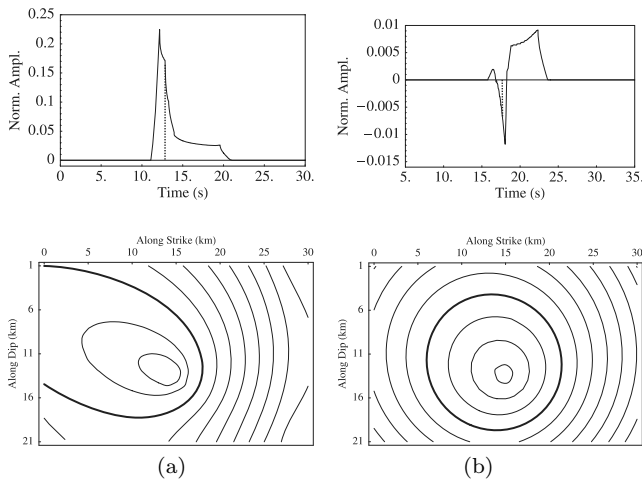 0.25
0.2
0.15
0.1
0.05
0
Norm. Ampl.
0 5. 10. 15. 20. 25. 30.
Time (s)
0.01
0.005
0
−0.005
−0.01
−0.015
Norm. Ampl.
5. 10. 15. 20. 25. 30. 35.
Time (s)
Along Strike (km)
0 5 10 15 20 25 30
1
6
11
16
21
Along Dip (km)
(a)
Along Strike (km)
0 5 10 15 20 25 30
1
6
11
16
21
Along Dip (km)
(b)